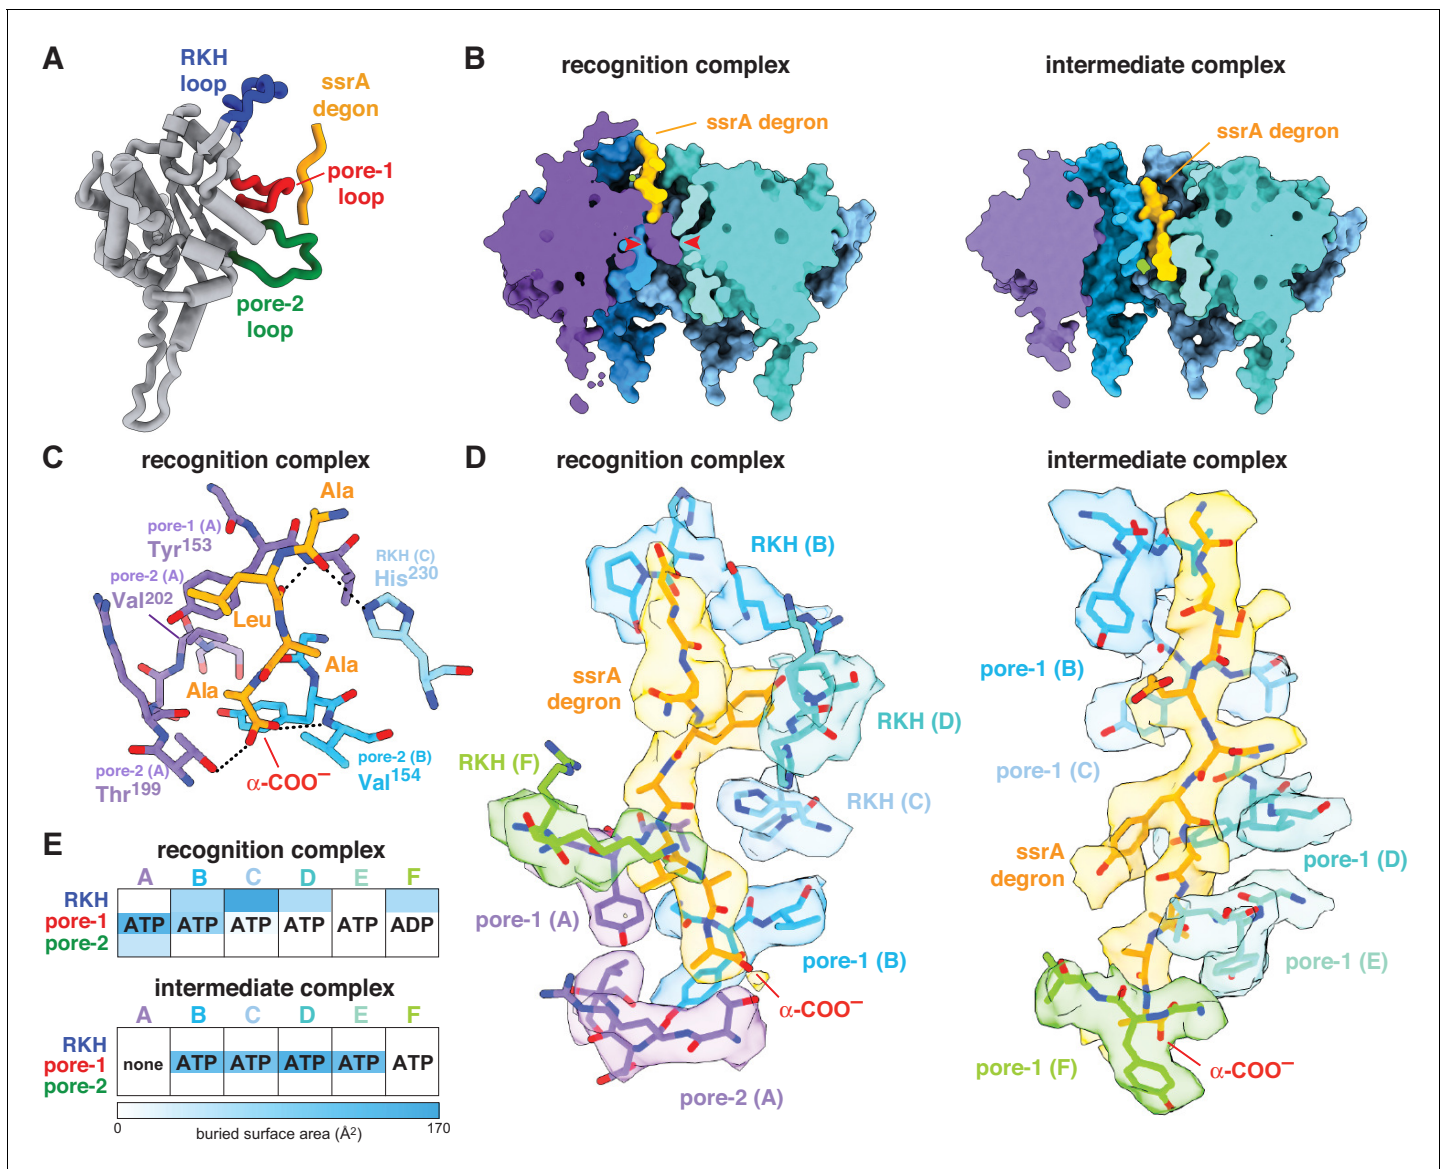 A
RKH
loop
ssrA
degon
pore-1
loop
pore-2
loop
B
recognition complex
ssrA degron
intermediate complex
ssrA degron
C
recognition complex
Ala
pore-1 (A)
Tyr153
pore-2 (A)
Val202
RKH (C)
His230
Leu
Ala
Ala
pore-2 (B)
Val154
pore-2 (A)
Thr199
α-COO−
D
recognition complex
RKH (B)
ssrA
degron
RKH (D)
RKH (F)
RKH (C)
pore-1 (A)
pore-1 (B)
α-COO−
pore-2 (A)
intermediate complex
pore-1 (B)
pore-1 (C)
ssrA
degron
pore-1 (D)
pore-1 (E)
pore-1 (F)
α-COO−
E
recognition complex
A B C D E F
RKH
pore-1 ATP ATP ATP ATP ATP ADP
pore-2
intermediate complex
A B C D E F
RKH
pore-1 none ATP ATP ATP ATP ATP
pore-2
0 buried surface area (Å2) 170